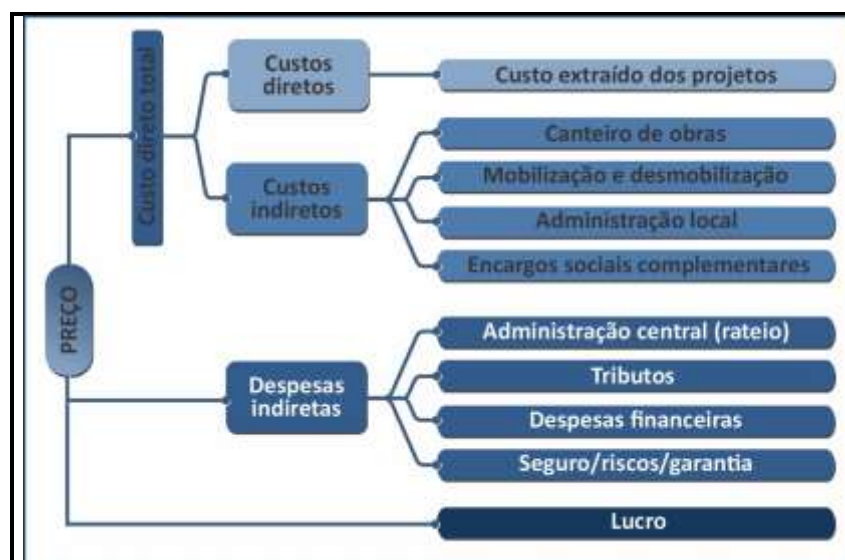 PREÇO
Custo direto total
Custos
diretos
Custo extraído dos projetos
Custos
indiretos
Canteiro de obras
Mobilização e desmobilização
Administração local
Encargos sociais complementares
Despesas
indiretas
Administração central (rateio)
Tributos
Despesas financeiras
Seguro/riscos/garantia
Lucro